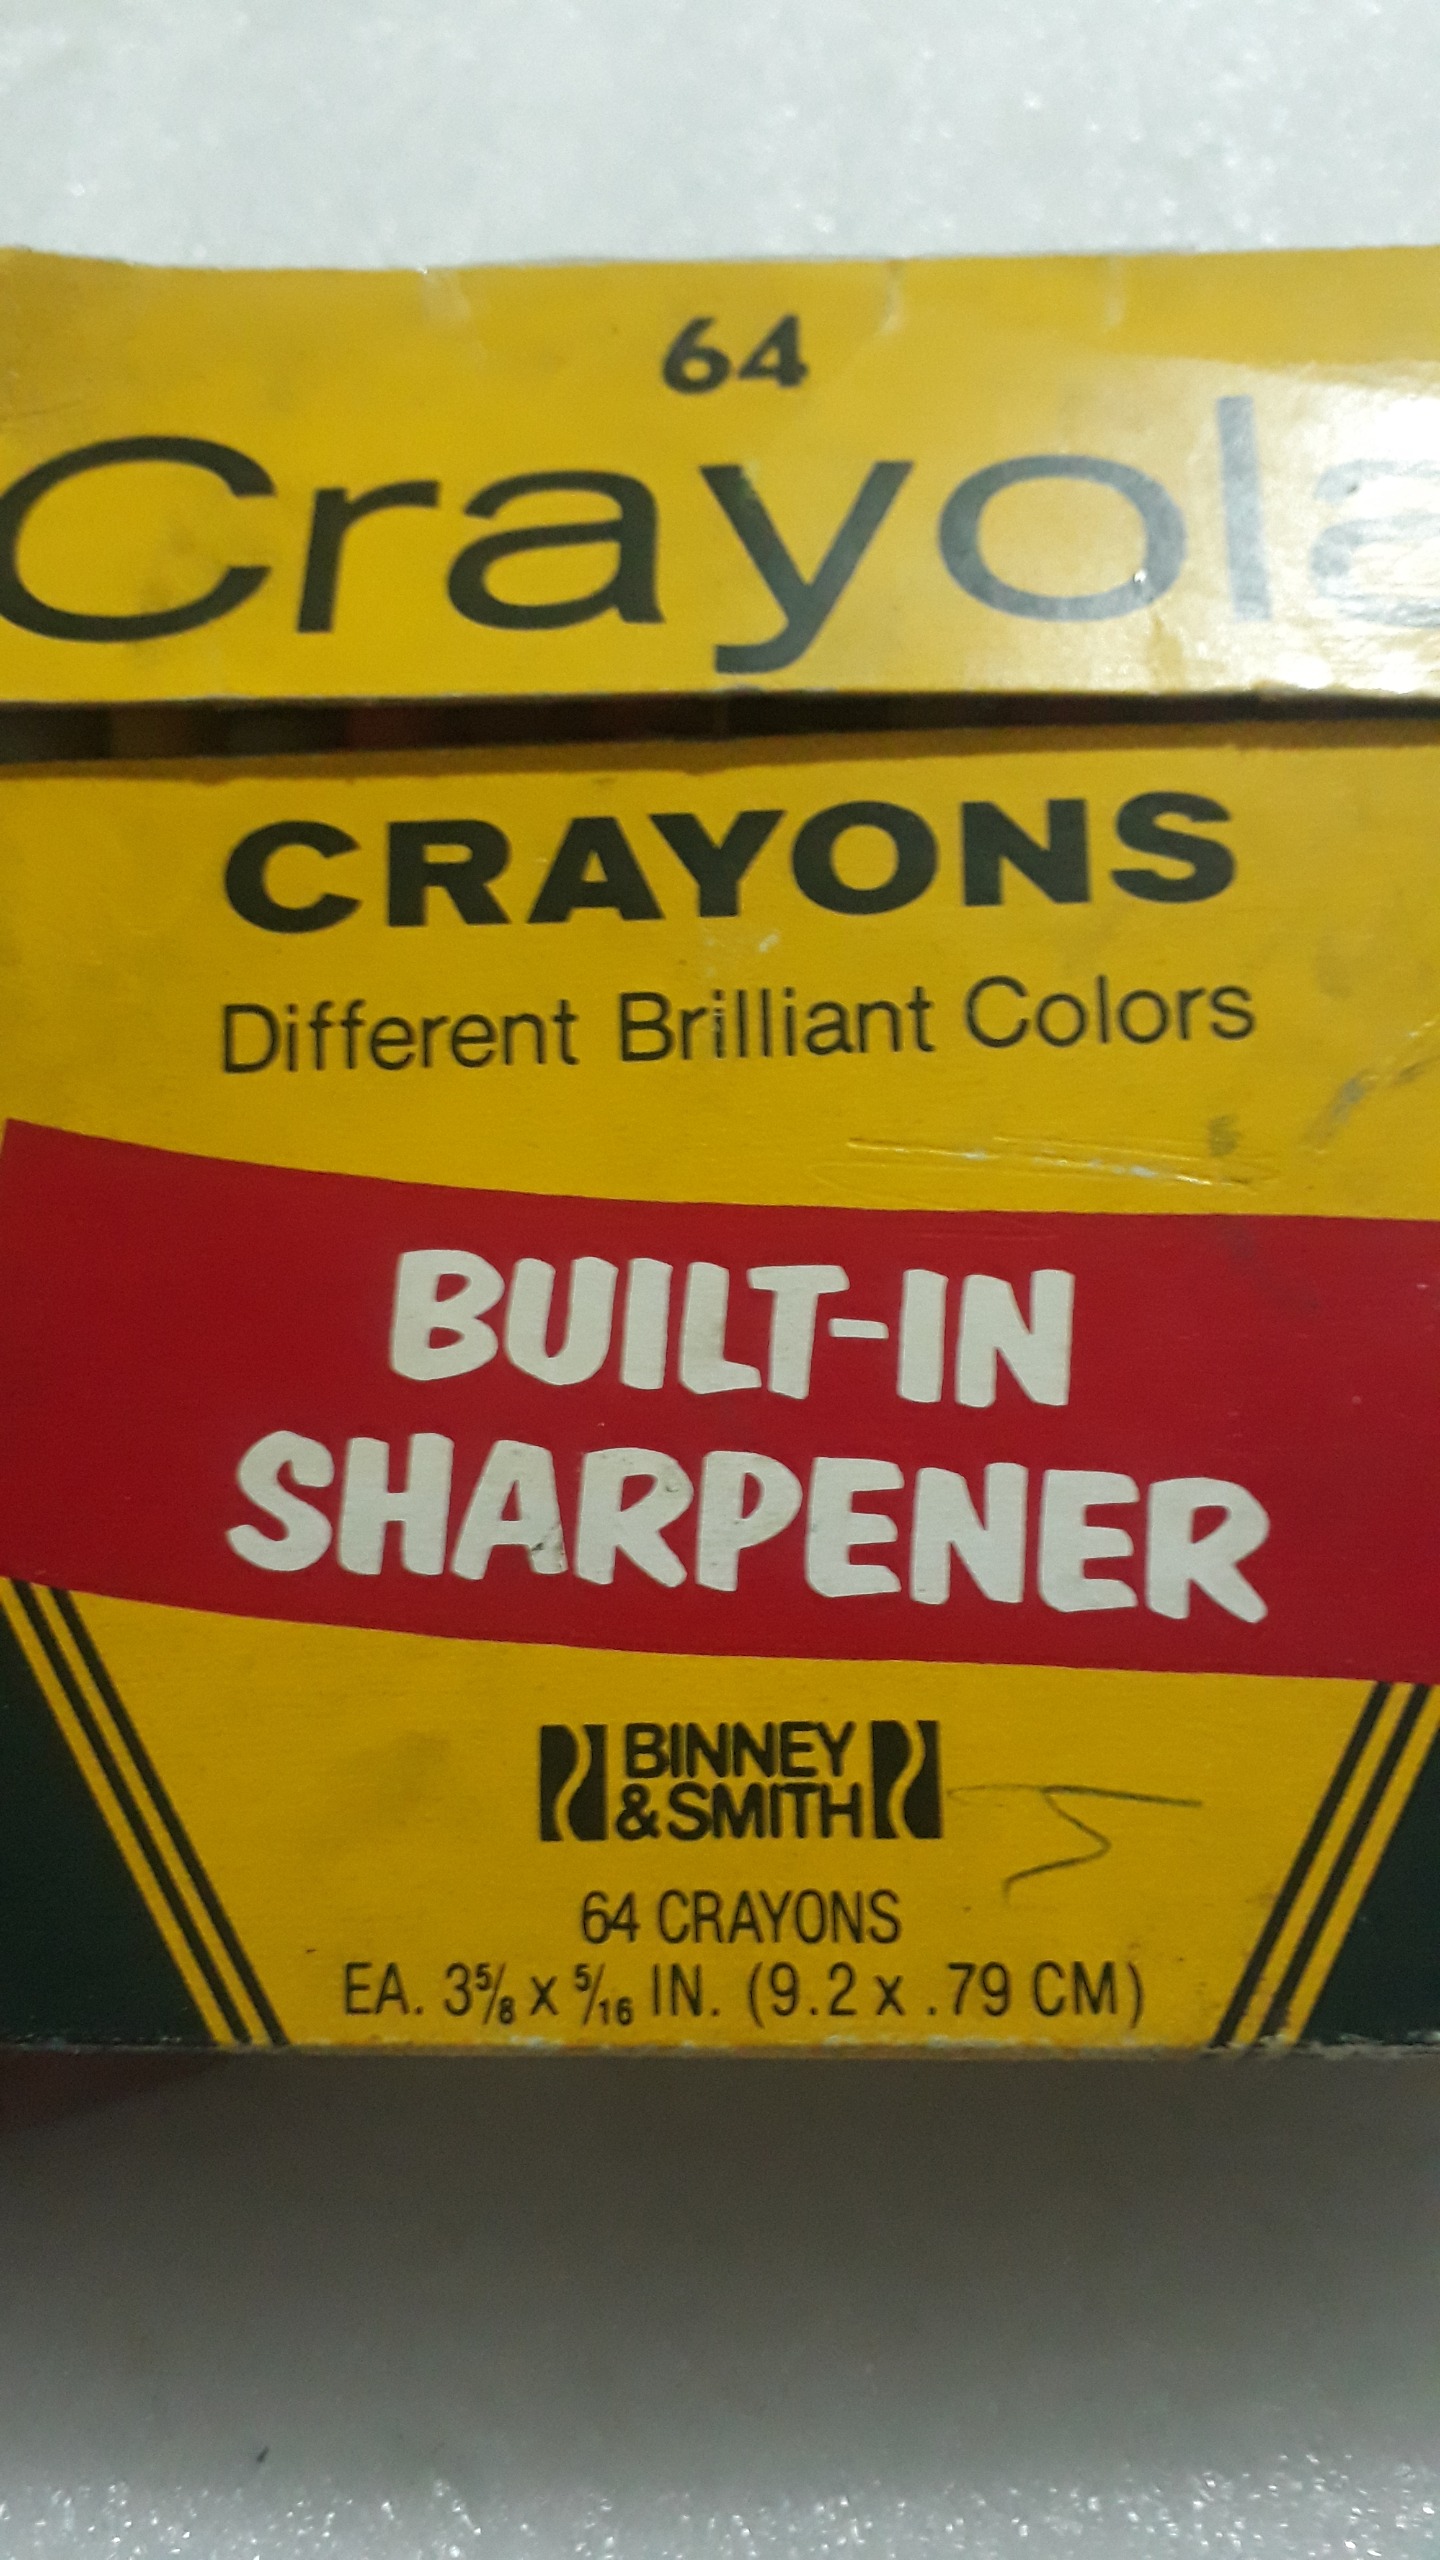 64
Crayola
CRAYONS
Different Brilliant Colors
BUILT-IN
SHARPENER
BINNEY
& SMITH
64 CRAYONS
EA. 3⅝ x 5/16 IN. (9.2 x .79 CM)